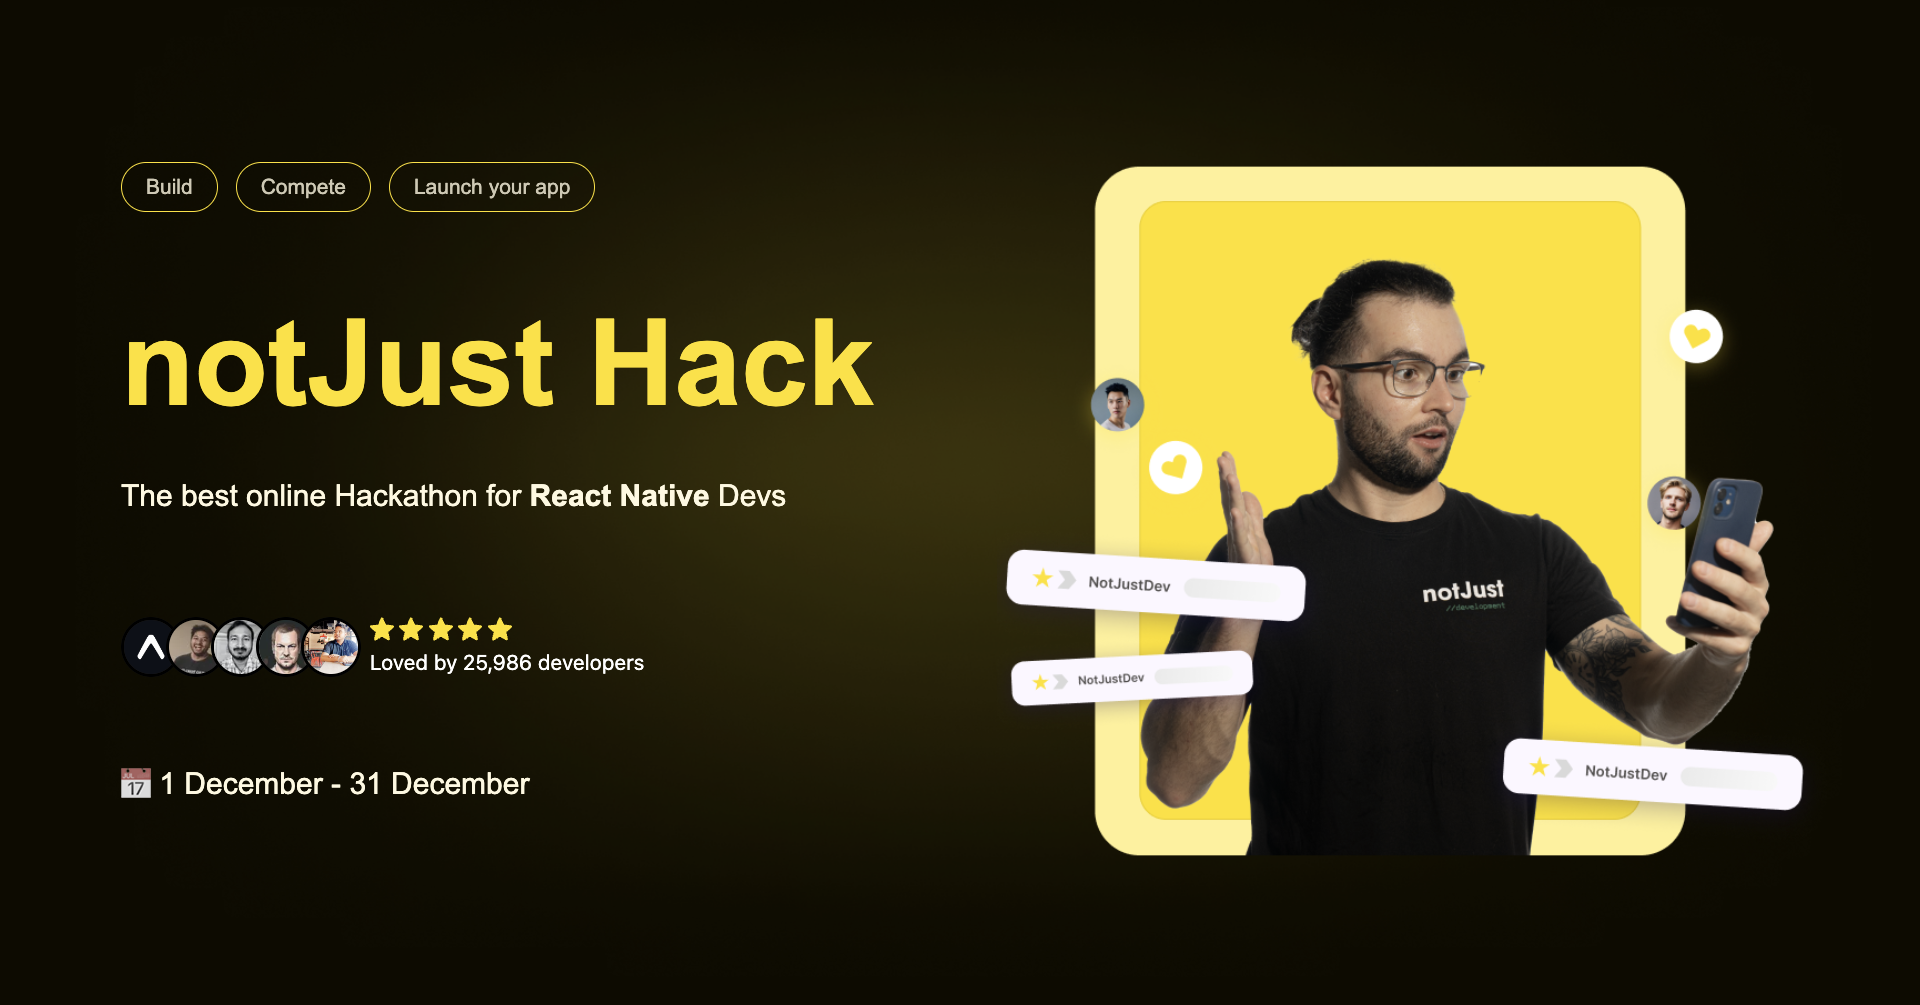 Build
Compete
Launch your app
notJust Hack
The best online Hackathon for React Native Devs
Loved by 25,986 developers
JUL
17
1 December - 31 December
NotJustDev
NotJustDev
notJust
//development
NotJustDev